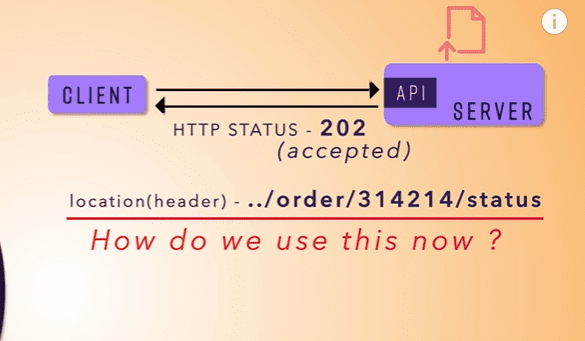 CLIENT
API
SERVER
HTTP STATUS - 202
(accepted)
location(header) - ../order/314214/status
How do we use this now ?